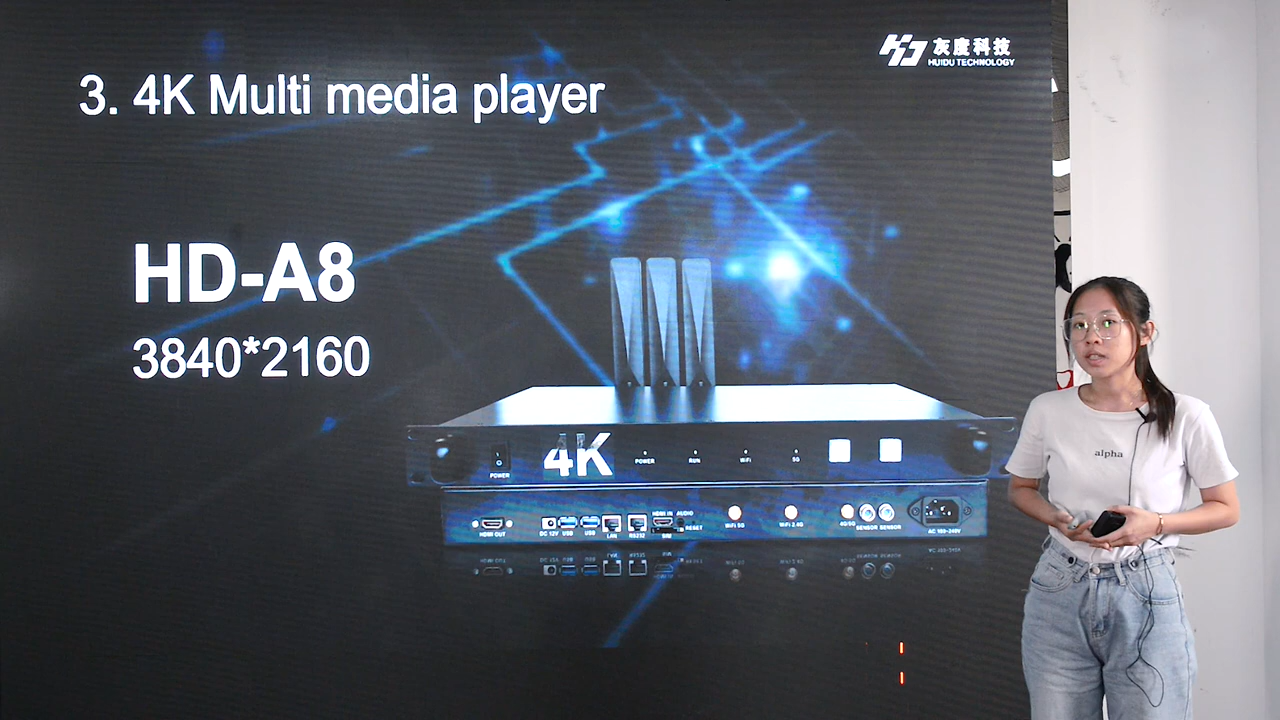 灰度科技
HUIDU TECHNOLOGY
3. 4K Multi media player
HD-A8
3840*2160
4K
POWER
POWER
RUN
WiFi
5G
HDMI OUT
DC 12V
USB
USB
LAN
RS232
HDMI IN
AUDIO
RESET
SIM
WiFi 5G
WiFi 2.4G
4G/5G
SENSOR
SENSOR
AC 100~240V
alpha